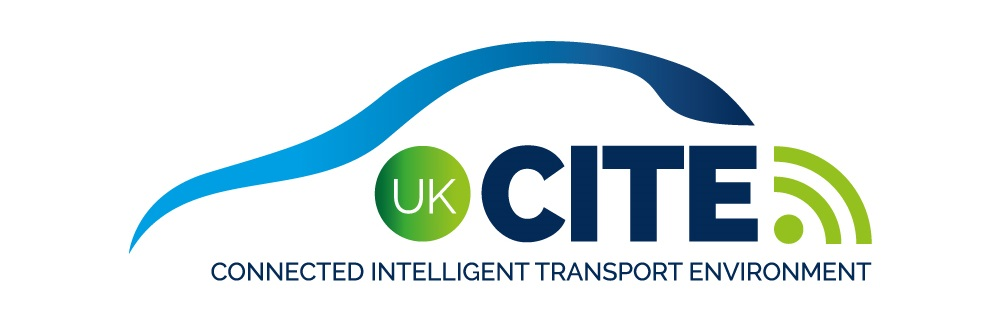 UK CITE
CONNECTED INTELLIGENT TRANSPORT ENVIRONMENT